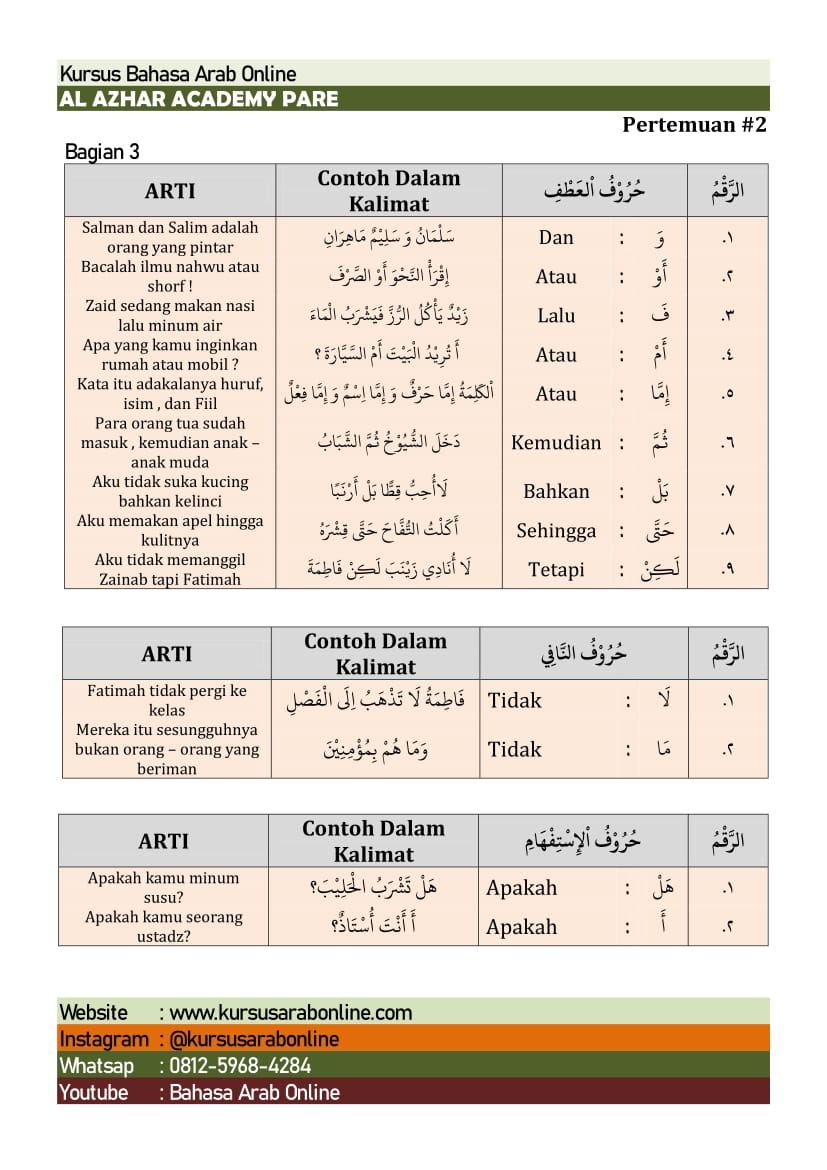 Kursus Bahasa Arab Online
AL AZHAR ACADEMY PARE
Pertemuan #2
Bagian 3
ARTI Contoh Dalam Kalimat حُرُوْفُ اْلعَطْفِ الرَّقْمُ
Salman dan Salim adalah orang yang pintar سَلْمَانُ وَ سَلِيْمٌ مَاهِرَانِ Dan : وَ ١.
Bacalah ilmu nahwu atau shorf ! إِقْرَأْ النَّحْوَ أَوْ الصَّرْفَ Atau : أَوْ ٢.
Zaid sedang makan nasi lalu minum air زَيْدٌ يَأْكُلُ الرُّزَّ فَيَشْرَبُ الْمَاءَ Lalu : فَ ٣.
Apa yang kamu inginkan rumah atau mobil ? أَ تُرِيْدُ الْبَيْتَ أَمْ السَّيَّارَةَ ؟ Atau : أَمْ ٤.
Kata itu adakalanya huruf, isim , dan Fiil اْلكَلِمَةُ إِمَّا حَرْفٌ وَ إِمَّا اِسْمٌ وَ إِمَّا فِعْلٌ Atau : إِمَّا ٥.
Para orang tua sudah masuk , kemudian anak – anak muda دَخَلَ الشُّيُوْخُ ثُمَّ الشَّبَابُ Kemudian : ثُمَّ ٦.
Aku tidak suka kucing bahkan kelinci لَاأُحِبُّ قِطًّا بَلْ أَرْنَبًا Bahkan : بَلْ ٧.
Aku memakan apel hingga kulitnya أَكَلْتُ التُّفَّاحَ حَتَّى قِشْرَهُ Sehingga : حَتَّى ٨.
Aku tidak memanggil Zainab tapi Fatimah لَا أُنَادِي زَيْنَبَ لَكِنْ فَاطِمَةَ Tetapi : لَكِنْ ٩.
ARTI Contoh Dalam Kalimat حُرُوْفُ النَّافِي الرَّقْمُ
Fatimah tidak pergi ke kelas فَاطِمَةُ لَا تَذْهَبُ إِلَى الْفَصْلِ Tidak : لَا ١.
Mereka itu sesungguhnya bukan orang – orang yang beriman وَمَا هُمْ بِمُؤْمِنِيْنَ Tidak : مَا ٢.
ARTI Contoh Dalam Kalimat حُرُوْفُ اْلإِسْتِفْهَامِ الرَّقْمُ
Apakah kamu minum susu? هَلْ تَشْرَبُ الْحَلِيْبَ؟ Apakah : هَلْ ١.
Apakah kamu seorang ustadz? أَ أَنْتَ أُسْتَاذٌ؟ Apakah : أَ ٢.
Website : www.kursusarabonline.com
Instagram : @kursusarabonline
Whatsap : 0812-5968-4284
Youtube : Bahasa Arab Online